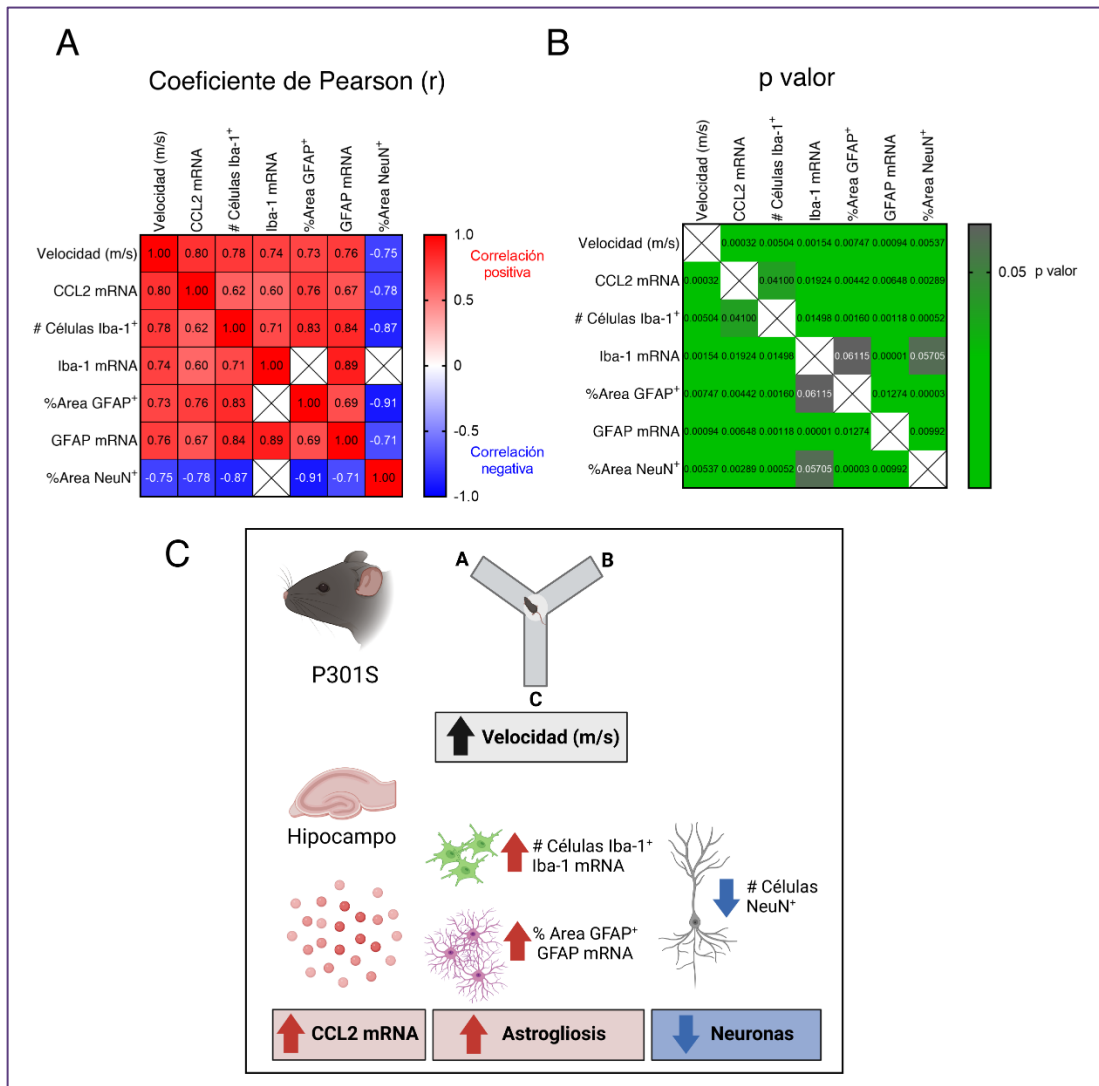 A
Coeficiente de Pearson (r)
Velocidad (m/s)
CCL2 mRNA
# Células Iba-1⁺
Iba-1 mRNA
%Area GFAP⁺
GFAP mRNA
%Area NeuN⁺
Velocidad (m/s) 1.00 0.80 0.78 0.74 0.73 0.76 -0.75
CCL2 mRNA 0.80 1.00 0.62 0.60 0.76 0.67 -0.78
# Células Iba-1⁺ 0.78 0.62 1.00 0.71 0.83 0.84 -0.87
Iba-1 mRNA 0.74 0.60 0.71 1.00 0.89
%Area GFAP⁺ 0.73 0.76 0.83 1.00 0.69 -0.91
GFAP mRNA 0.76 0.67 0.84 0.89 0.69 1.00 -0.71
%Area NeuN⁺ -0.75 -0.78 -0.87 -0.91 -0.71 1.00
1.0
0.5
0
-0.5
-1.0
Correlación
positiva
Correlación
negativa
B
p valor
Velocidad (m/s)
CCL2 mRNA
# Células Iba-1⁺
Iba-1 mRNA
%Area GFAP⁺
GFAP mRNA
%Area NeuN⁺
Velocidad (m/s) 0.00032 0.00504 0.00154 0.00747 0.00094 0.00537
CCL2 mRNA 0.00032 0.04100 0.01924 0.00442 0.00648 0.00289
# Células Iba-1⁺ 0.00504 0.04100 0.01498 0.00160 0.00118 0.00052
Iba-1 mRNA 0.00154 0.01924 0.01498 0.06115 0.00001 0.05705
%Area GFAP⁺ 0.00747 0.00442 0.00160 0.06115 0.01274 0.00003
GFAP mRNA 0.00094 0.00648 0.00118 0.00001 0.01274 0.00992
%Area NeuN⁺ 0.00537 0.00289 0.00052 0.05705 0.00003 0.00992
0.05 p valor
C
P301S
A
B
C
Velocidad (m/s)
Hipocampo
# Células Iba-1⁺
Iba-1 mRNA
% Area GFAP⁺
GFAP mRNA
# Células
NeuN⁺
CCL2 mRNA
Astrogliosis
Neuronas